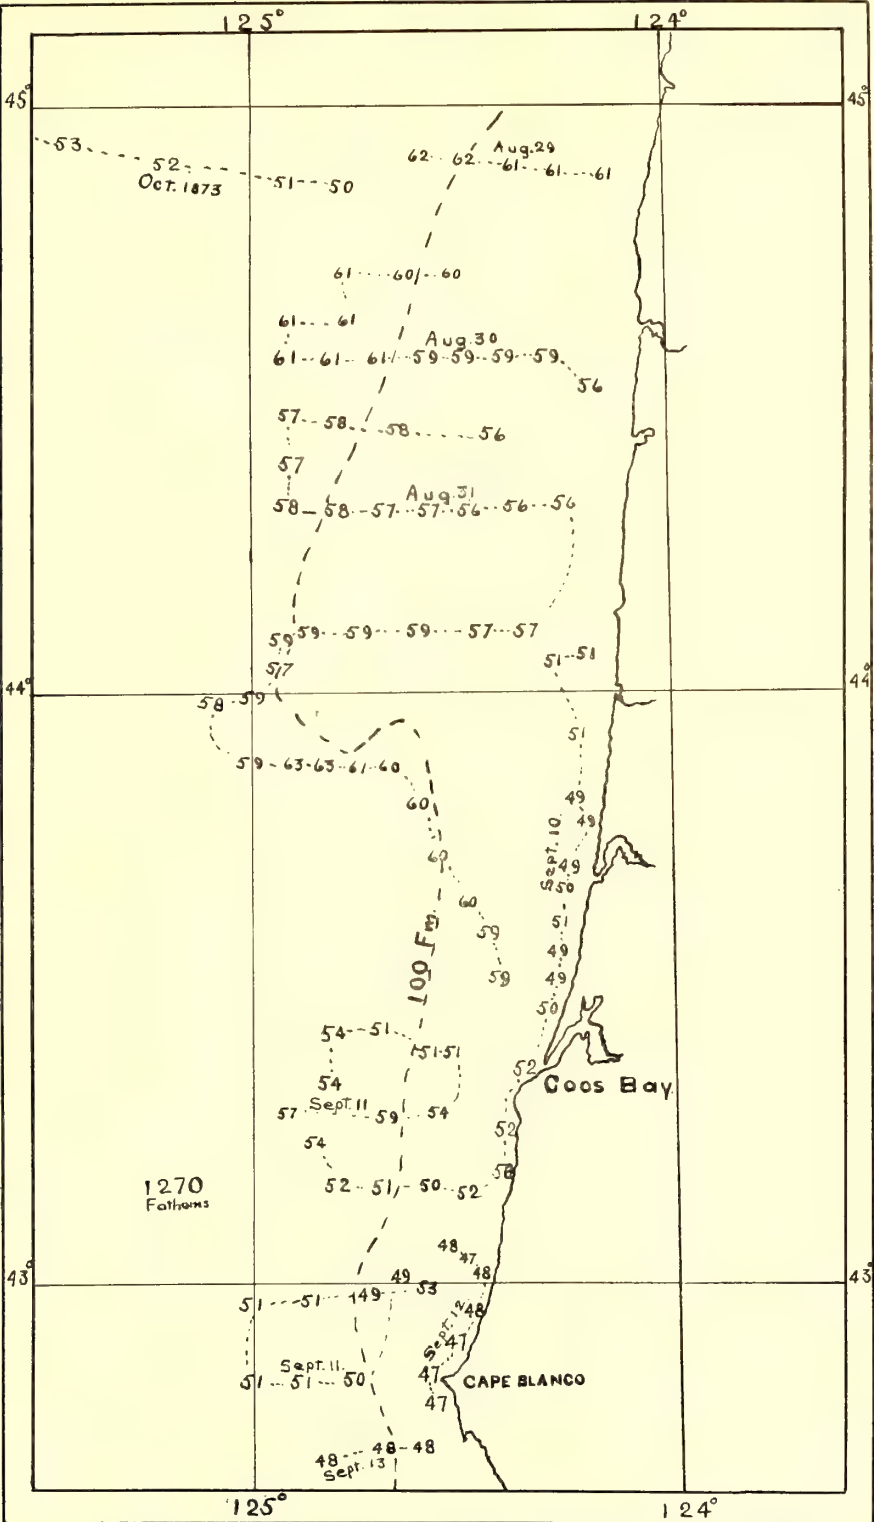 125° 124°
45° 45°
53
52
Oct. 1873
51 50
62 62 Aug. 29
61 61 61
61 60 60
61 61
Aug. 30
61 61 61 59 59 59 59
56
57 58 58 56
57
Aug. 31
58 58 57 57 56 56 56
59 59 59 59 57 57
51 51
57
44° 44°
58 59
51
59 63 63 61 60
60
49
49
Sept. 10
60
49
50
60
51
59
49
59
49
100 Fm
50
54 51
51 51
52
54
Coos Bay
Sept. 11
57 59 54
52
54
56
52 51 50 52
1270
Fathoms
48
47
48
43° 43°
49 53
51 51 49
Sept. 12
48
47
Sept. 11
51 51 50
47
CAPE BLANCO
47
48 48 48
Sept. 13
125° 124°